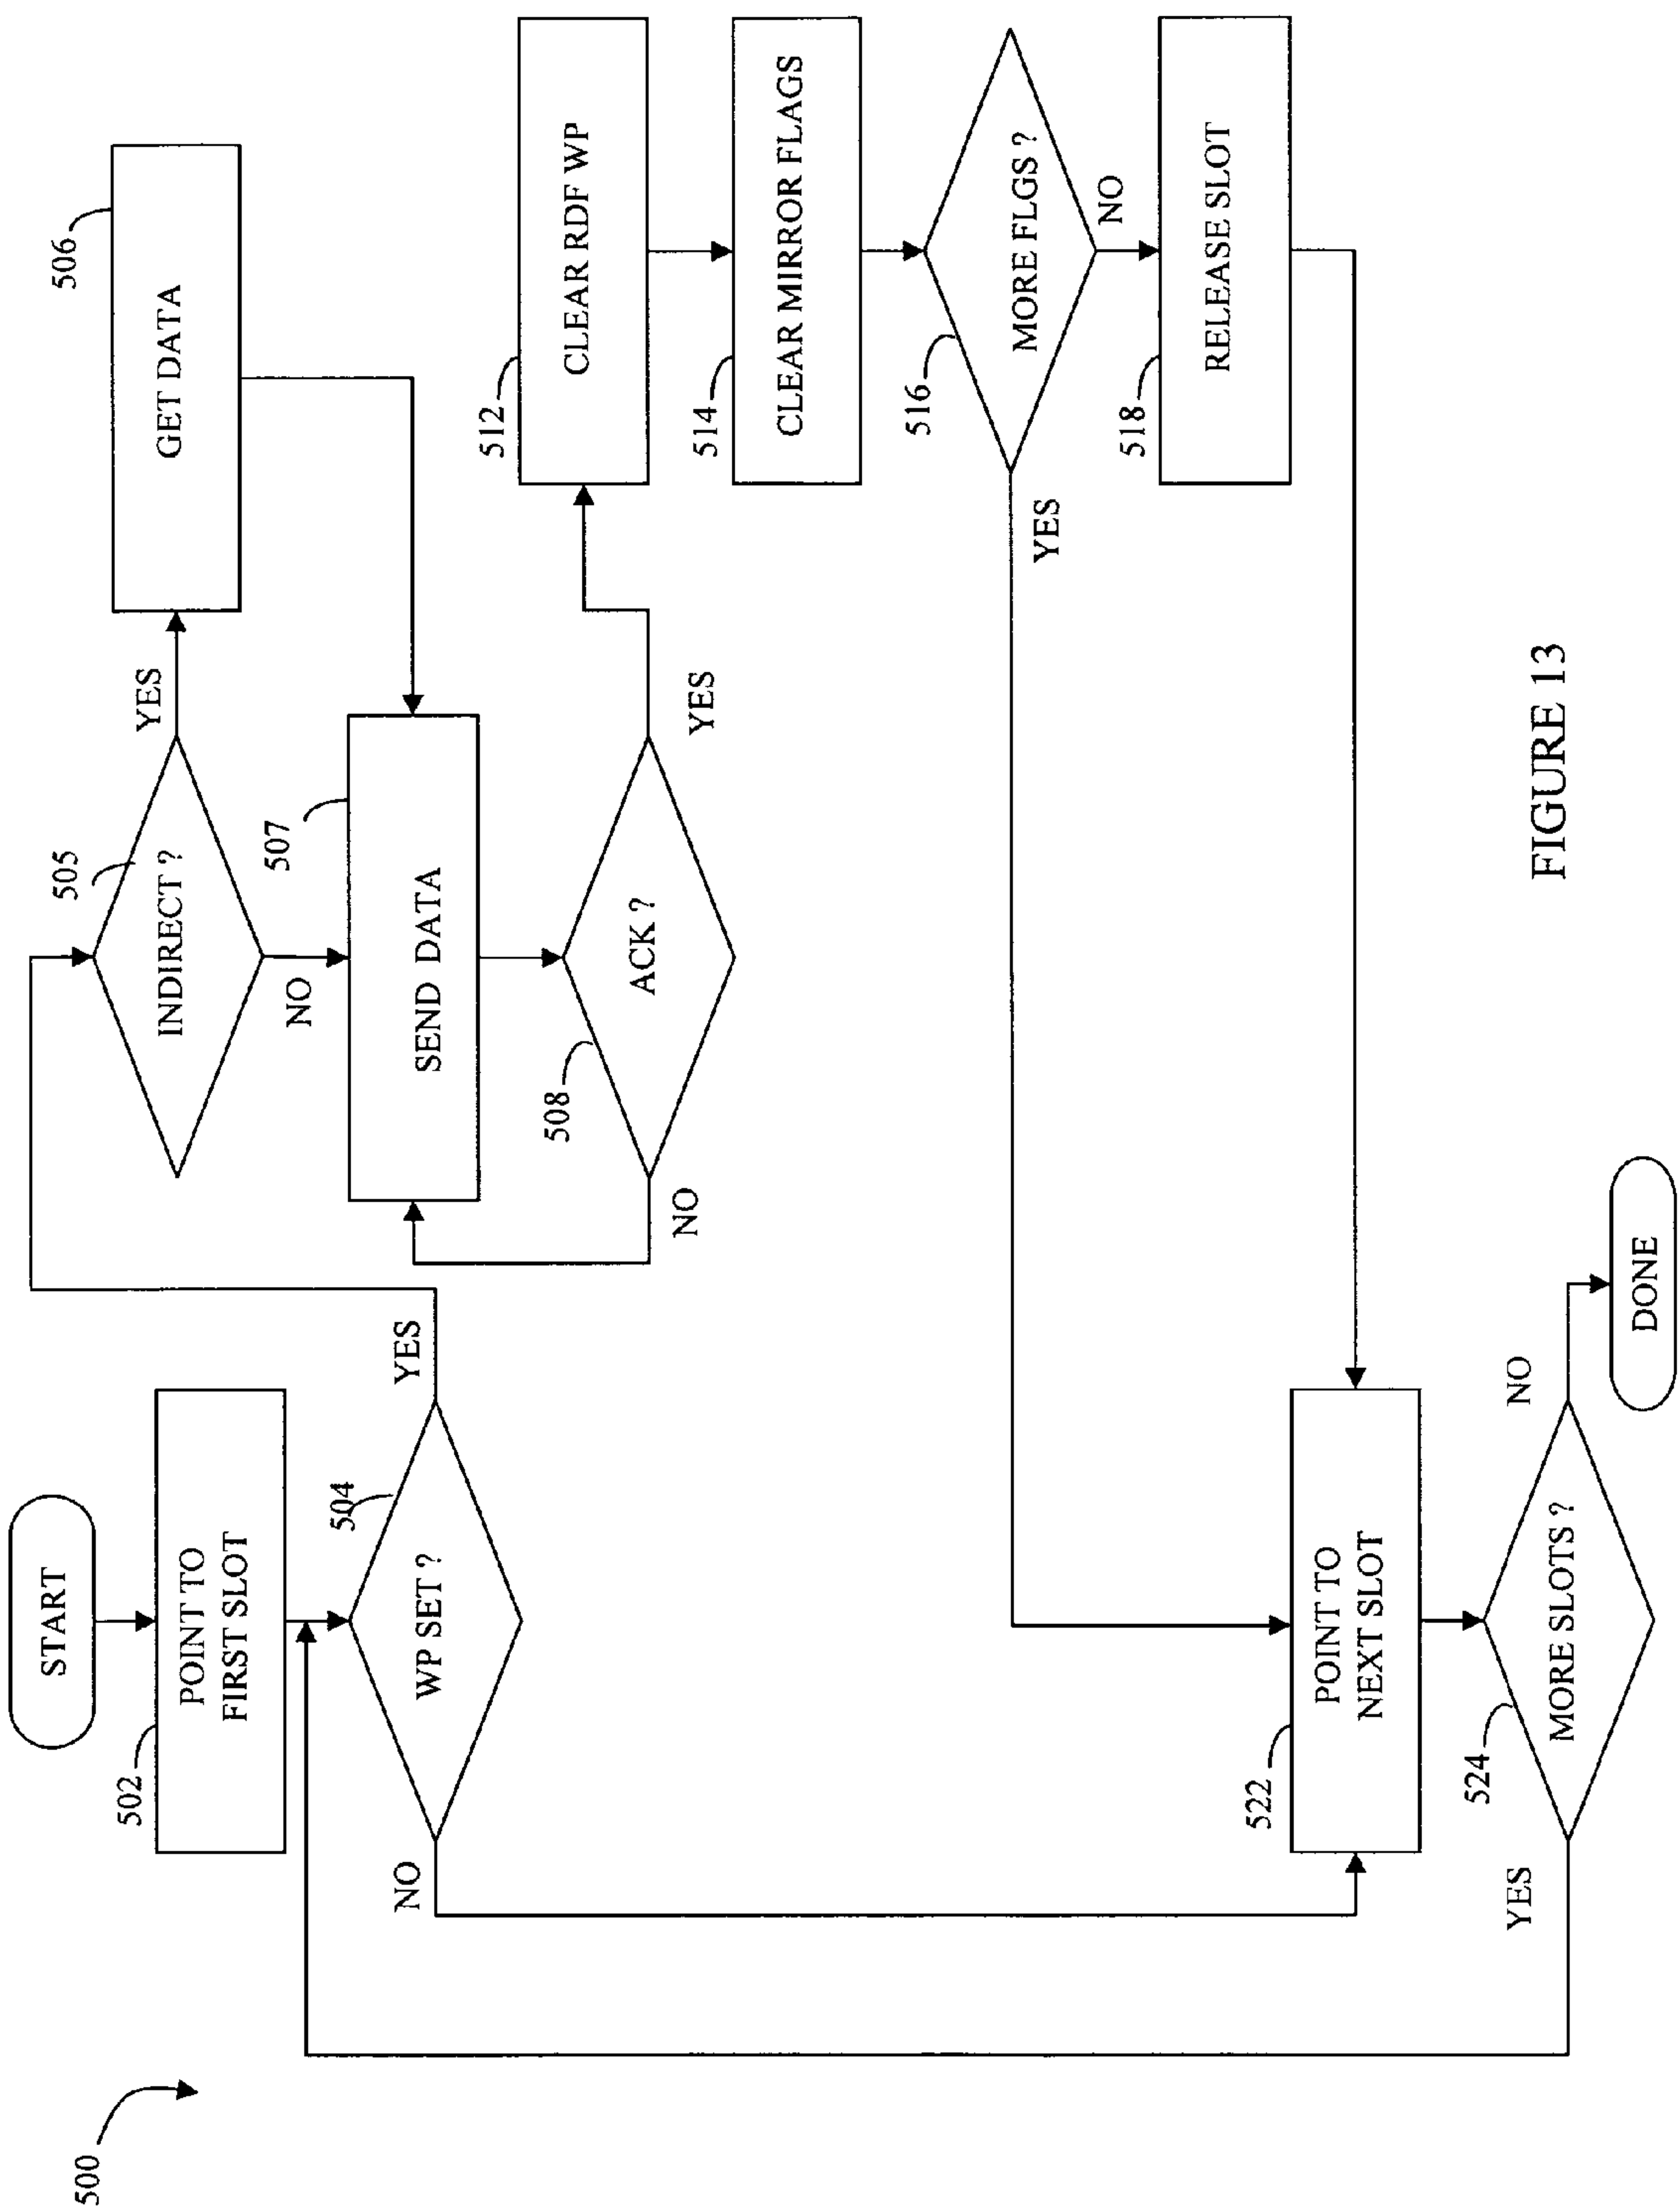 500
START
502
POINT TO
FIRST SLOT
504
WP SET ?
YES
NO
505
INDIRECT ?
YES
NO
506
GET DATA
507
SEND DATA
508
ACK ?
YES
NO
512
CLEAR RDF WP
514
CLEAR MIRROR FLAGS
516
MORE FLGS ?
YES
NO
518
RELEASE SLOT
522
POINT TO
NEXT SLOT
524
MORE SLOTS ?
YES
NO
DONE
FIGURE 13